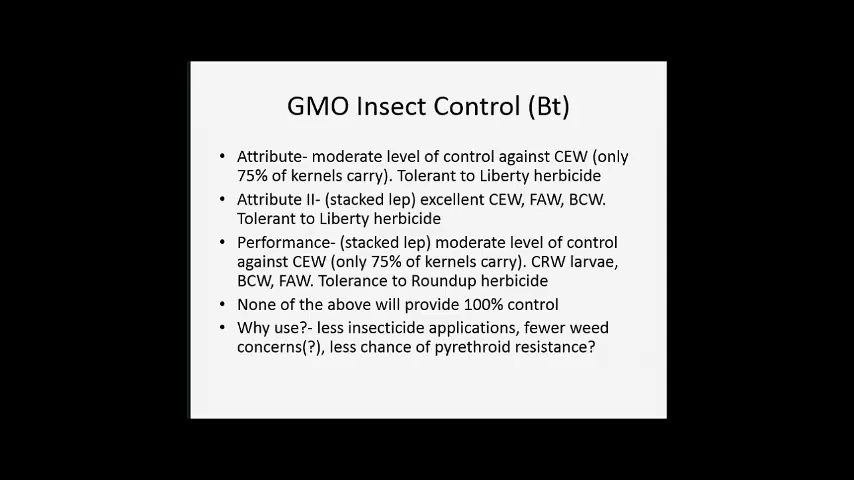 GMO Insect Control (Bt)
• Attribute- moderate level of control against CEW (only
75% of kernels carry). Tolerant to Liberty herbicide
• Attribute II- (stacked lep) excellent CEW, FAW, BCW.
Tolerant to Liberty herbicide
• Performance- (stacked lep) moderate level of control
against CEW (only 75% of kernels carry). CRW larvae,
BCW, FAW. Tolerance to Roundup herbicide
• None of the above will provide 100% control
• Why use?- less insecticide applications, fewer weed
concerns(?), less chance of pyrethroid resistance?